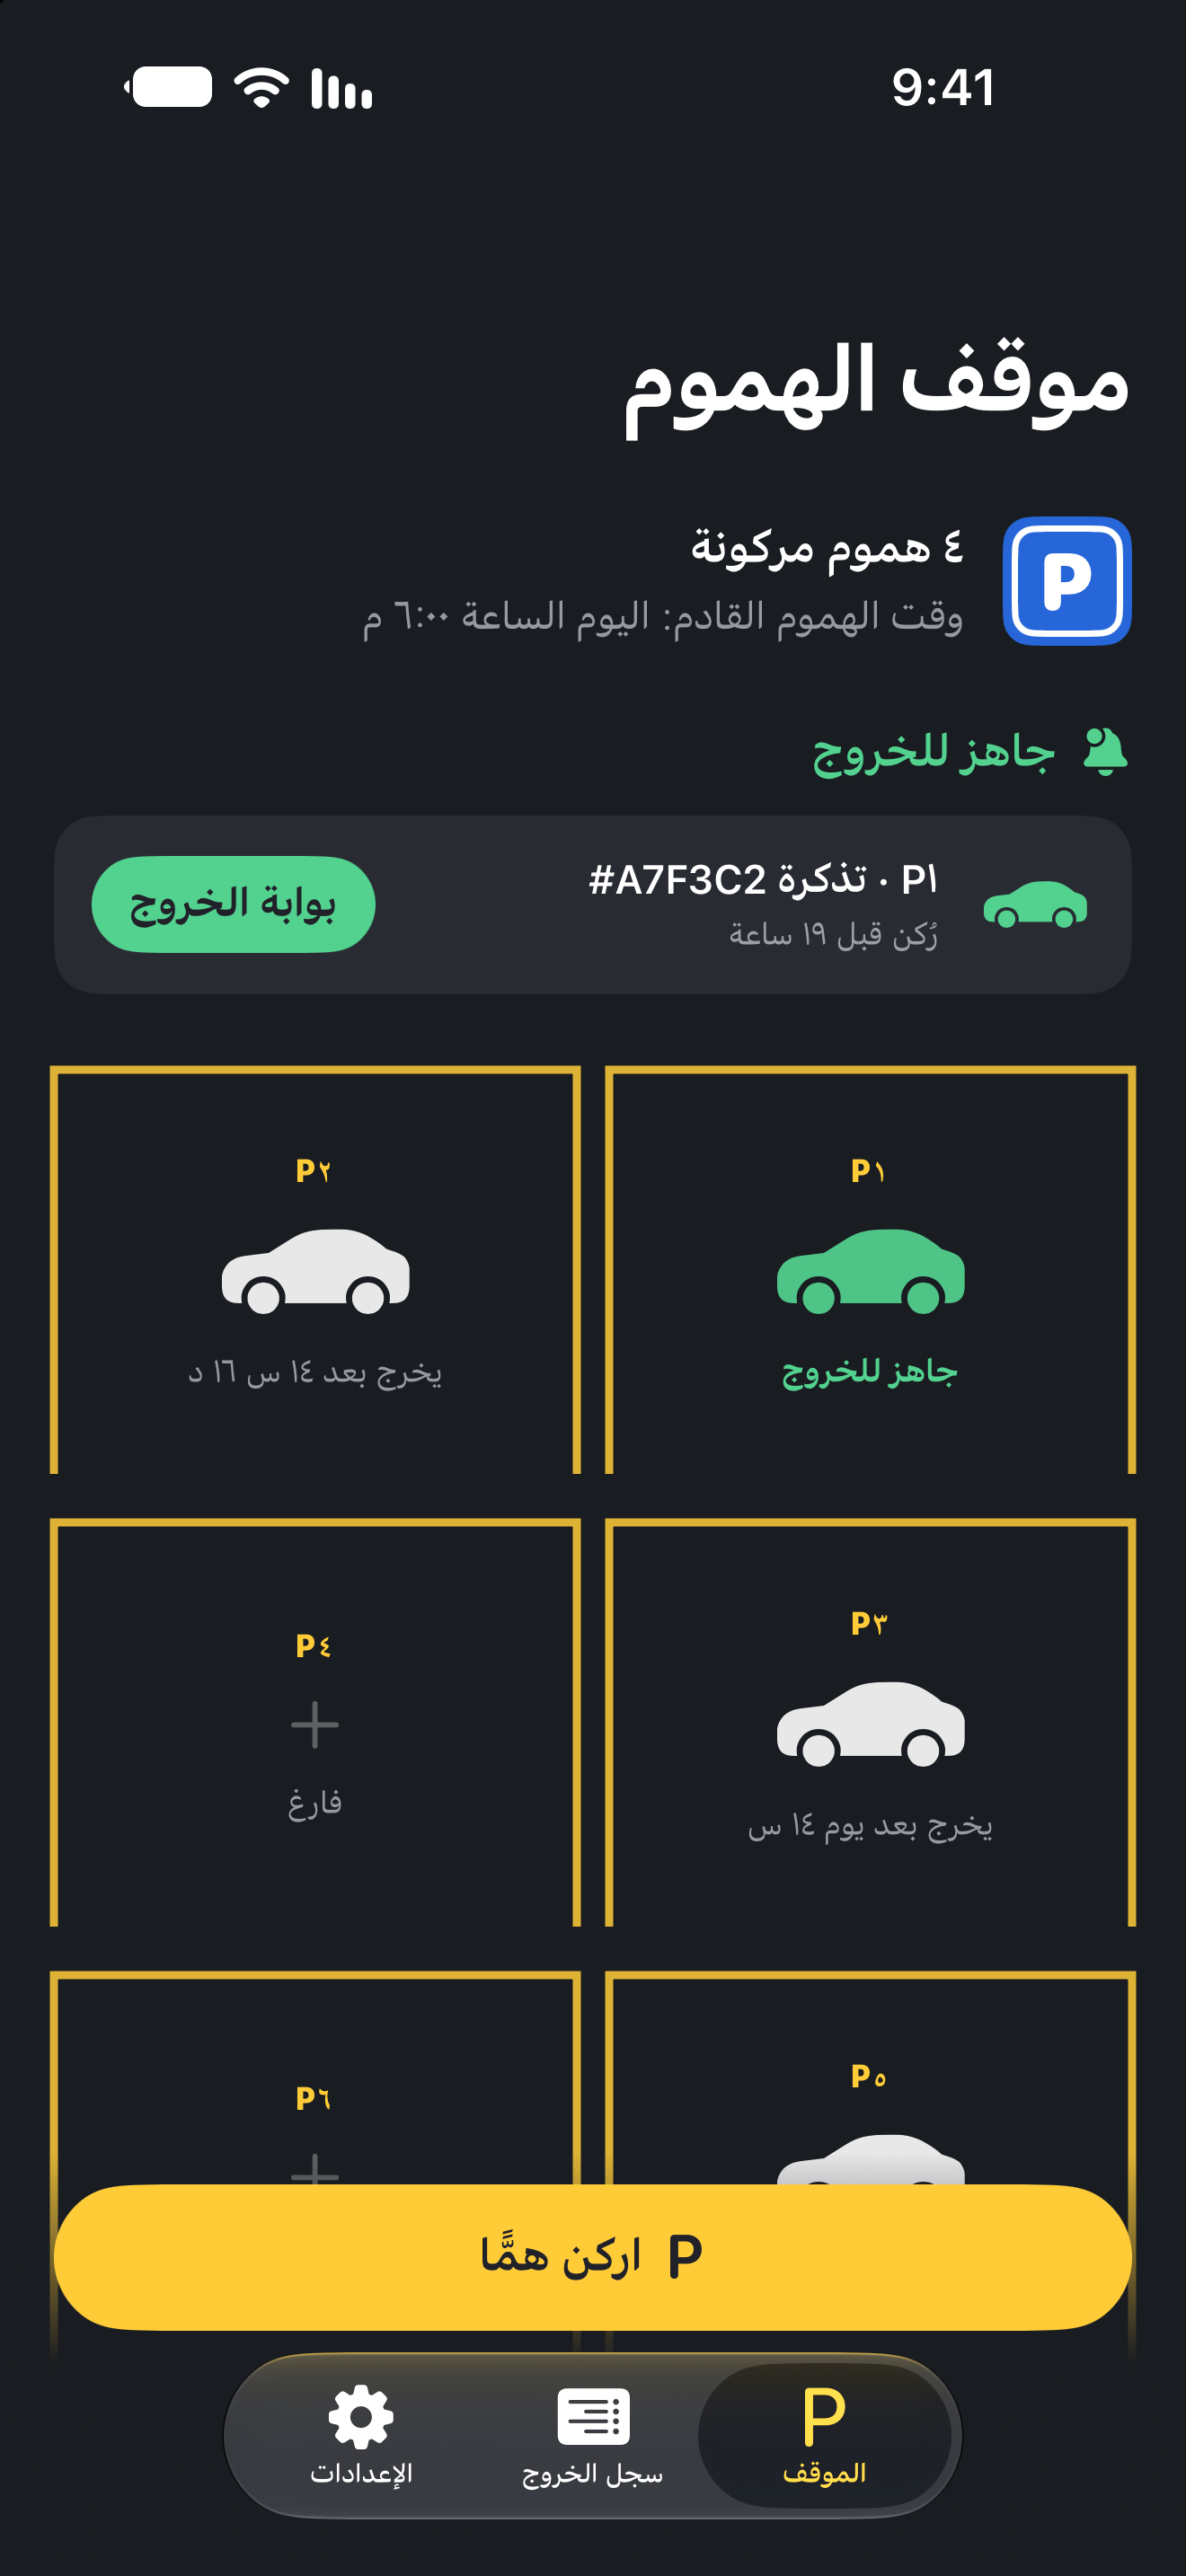 9:41
موقف الهموم
P
٤ هموم مركونة
وقت الهموم القادم: اليوم الساعة ٦:٠٠ م
جاهز للخروج
P١ · تذكرة #A7F3C2
رُكن قبل ١٩ ساعة
بوابة الخروج
P١
جاهز للخروج
P٢
يخرج بعد ١٤ س ١٦ د
P٣
يخرج بعد يوم ١٤ س
P٤
فارغ
P٥
P٦
P اركن همًّا
P
الموقف
سجل الخروج
الإعدادات